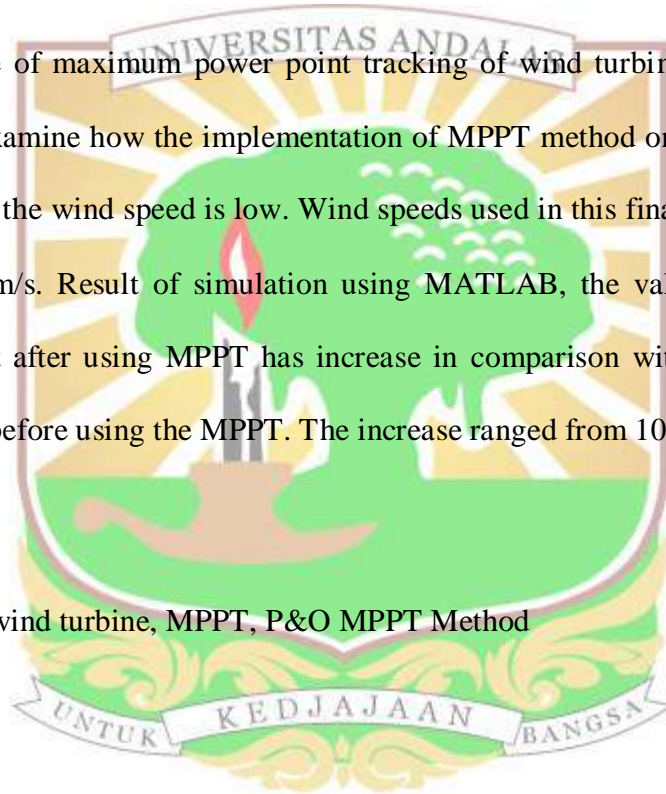 UNIVERSITAS ANDALAS
of maximum power point tracking of wind turbin
amine how the implementation of MPPT method or
the wind speed is low. Wind speeds used in this fina
m/s. Result of simulation using MATLAB, the val
after using MPPT has increase in comparison wit
before using the MPPT. The increase ranged from 10
wind turbine, MPPT, P&O MPPT Method
UNTUK KEDJAJAAN BANGSA